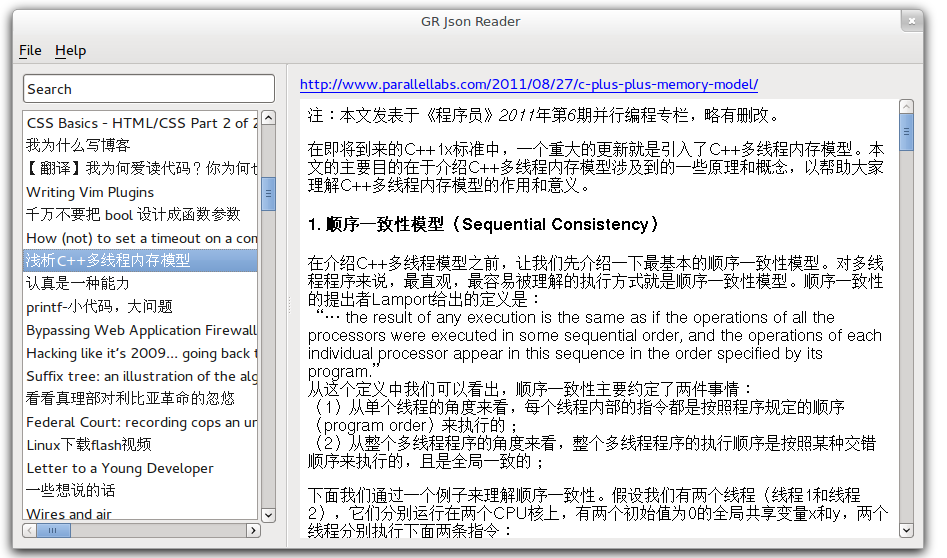 GR Json Reader
File Help
Search
CSS Basics - HTML/CSS Part 2 of 2
我为什么写博客
【翻译】我为何爱读代码？你为何也
Writing Vim Plugins
千万不要把 bool 设计成函数参数
How (not) to set a timeout on a com
浅析C++多线程内存模型
认真是一种能力
printf-小代码，大问题
Bypassing Web Application Firewall
Hacking like it's 2009... going back t
Suffix tree: an illustration of the alg
看看真理部对利比亚革命的忽悠
Federal Court: recording cops an un
Linux下载flash视频
Letter to a Young Developer
一些想说的话
Wires and air
http://www.parallellabs.com/2011/08/27/c-plus-plus-memory-model/
注：本文发表于《程序员》2011年第6期并行编程专栏，略有删改。
在即将到来的C++1x标准中，一个重大的更新就是引入了C++多线程内存模型。本
文的主要目的在于介绍C++多线程内存模型涉及到的一些原理和概念，以帮助大家
理解C++多线程内存模型的作用和意义。
1. 顺序一致性模型（Sequential Consistency）
在介绍C++多线程模型之前，让我们先介绍一下最基本的顺序一致性模型。对多线
程程序来说，最直观，最容易被理解的执行方式就是顺序一致性模型。顺序一致性
的提出者Lamport给出的定义是：
“… the result of any execution is the same as if the operations of all the
processors were executed in some sequential order, and the operations of each
individual processor appear in this sequence in the order specified by its
program.”
从这个定义中我们可以看出，顺序一致性主要约定了两件事情：
（1）从单个线程的角度来看，每个线程内部的指令都是按照程序规定的顺序
（program order）来执行的；
（2）从整个多线程程序的角度来看，整个多线程程序的执行顺序是按照某种交错
顺序来执行的，且是全局一致的；
下面我们通过一个例子来理解顺序一致性。假设我们有两个线程（线程1和线程
2），它们分别运行在两个CPU核上，有两个初始值为0的全局共享变量x和y，两个
线程分别执行下面两条指令：